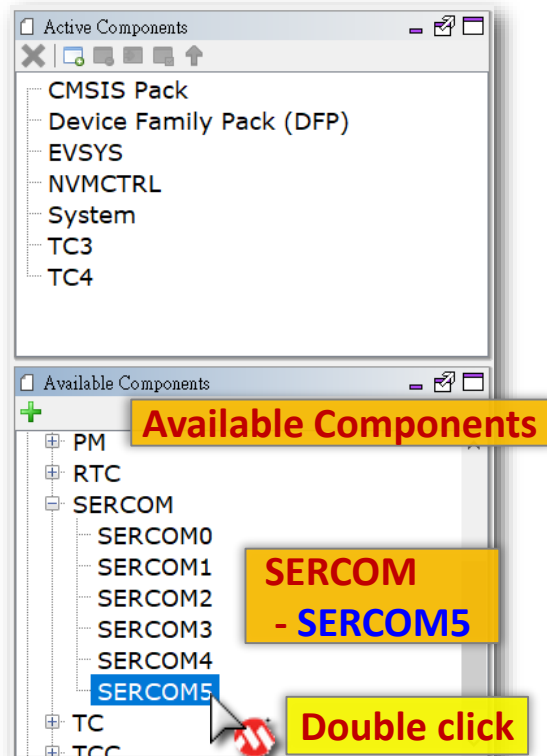 Active Components
CMSIS Pack
Device Family Pack (DFP)
EVSYS
NVMCTRL
System
TC3
TC4
Available Components
Available Components
PM
RTC
SERCOM
SERCOM0
SERCOM1
SERCOM2
SERCOM3
SERCOM4
SERCOM5
SERCOM
- SERCOM5
TC
Double click
TCC